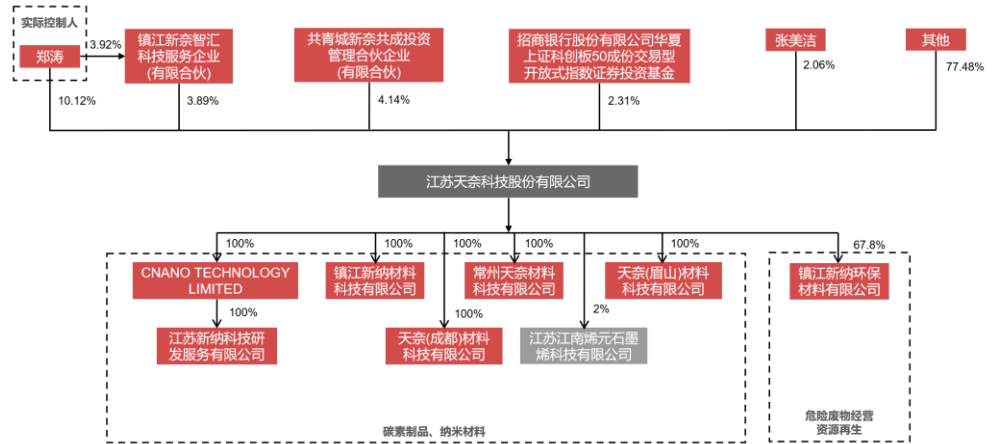 实际控制人
郑涛
3.92%
镇江新奈智汇
科技服务企业
(有限合伙)
共青城新奈共成投资
管理合伙企业
(有限合伙)
招商银行股份有限公司华夏
上证科创板50成份交易型
开放式指数证券投资基金
张美洁
其他
10.12%
3.89%
4.14%
2.31%
2.06%
77.48%
江苏天奈科技股份有限公司
100%
100%
100%
100%
100%
67.8%
CNANO TECHNOLOGY
LIMITED
镇江新纳材料
科技有限公司
常州天奈材料
科技有限公司
天奈(眉山)材料
科技有限公司
镇江新纳环保
材料有限公司
100%
100%
2%
江苏新纳科技研
发服务有限公司
天奈(成都)材料
科技有限公司
江苏江南烯元石墨
烯科技有限公司
碳素制品、纳米材料
危险废物经营
资源再生